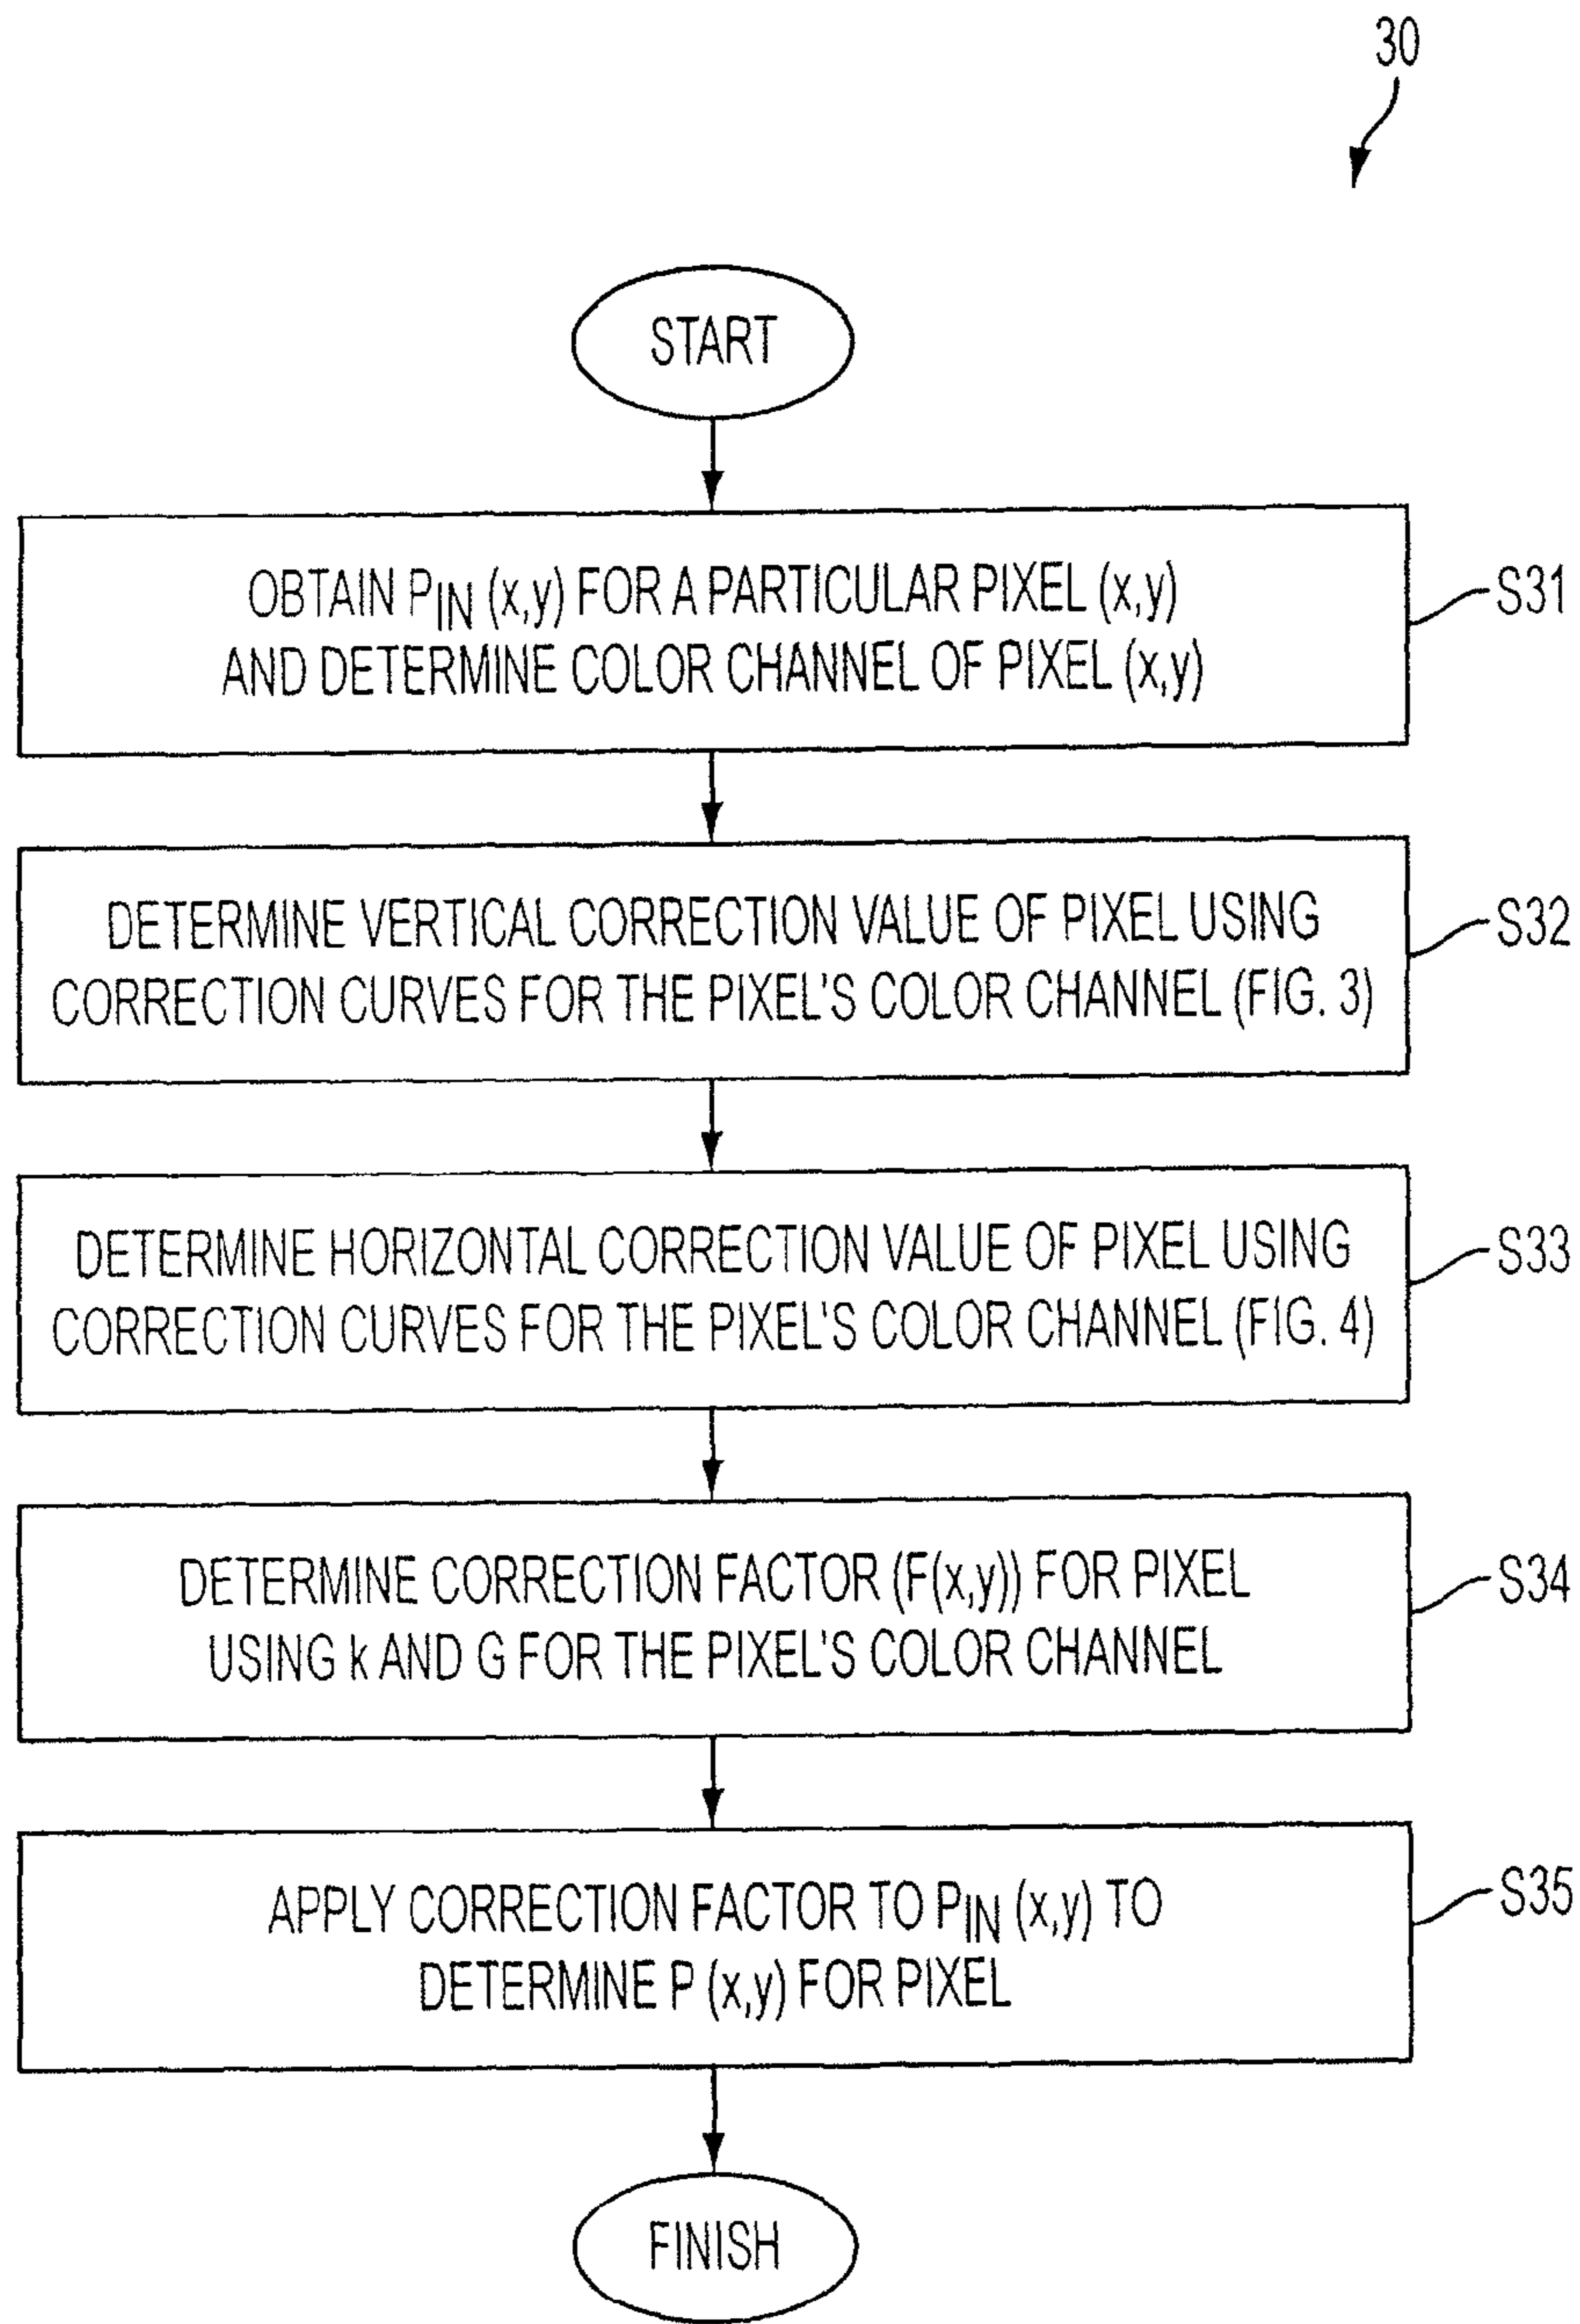 30
START
OBTAIN PIN (x,y) FOR A PARTICULAR PIXEL (x,y)
AND DETERMINE COLOR CHANNEL OF PIXEL (x,y)
S31
DETERMINE VERTICAL CORRECTION VALUE OF PIXEL USING
CORRECTION CURVES FOR THE PIXEL'S COLOR CHANNEL (FIG. 3)
S32
DETERMINE HORIZONTAL CORRECTION VALUE OF PIXEL USING
CORRECTION CURVES FOR THE PIXEL'S COLOR CHANNEL (FIG. 4)
S33
DETERMINE CORRECTION FACTOR (F(x,y)) FOR PIXEL
USING k AND G FOR THE PIXEL'S COLOR CHANNEL
S34
APPLY CORRECTION FACTOR TO PIN (x,y) TO
DETERMINE P (x,y) FOR PIXEL
S35
FINISH